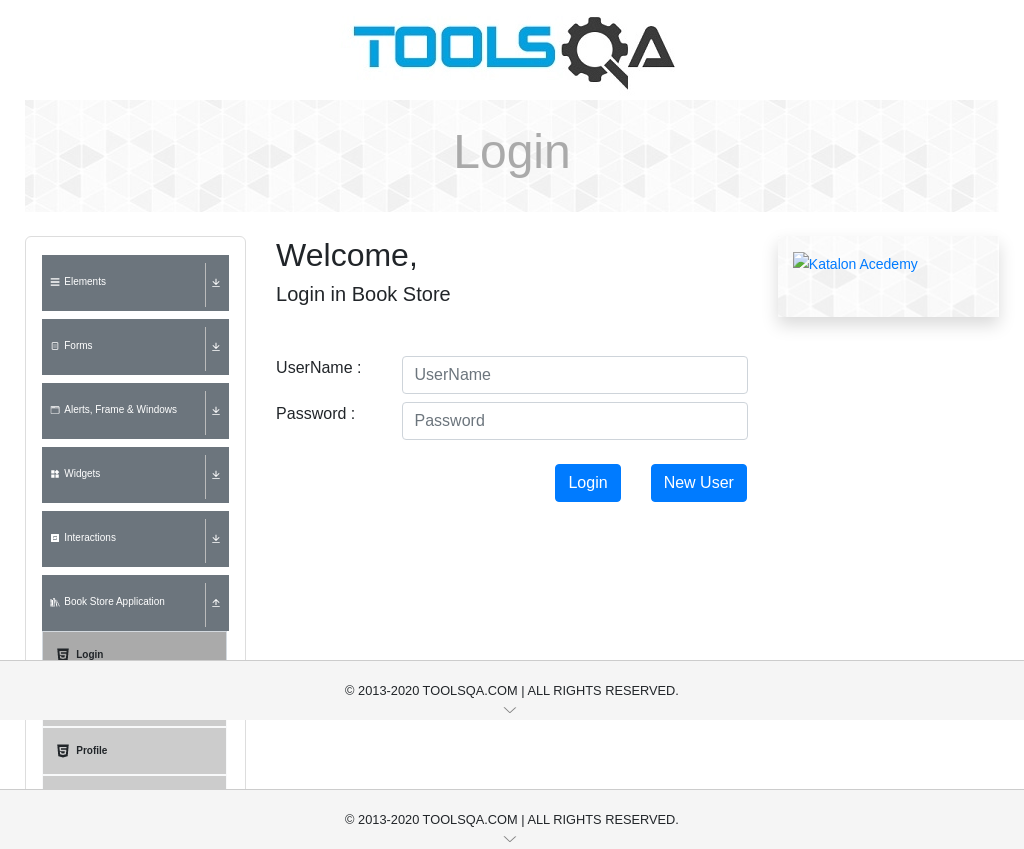 TOOLSQA
Login
Elements
Forms
Alerts, Frame & Windows
Widgets
Interactions
Book Store Application
Login
Profile
Welcome,
Login in Book Store
UserName :
UserName
Password :
Password
Login
New User
Katalon Acedemy
© 2013-2020 TOOLSQA.COM | ALL RIGHTS RESERVED.
© 2013-2020 TOOLSQA.COM | ALL RIGHTS RESERVED.